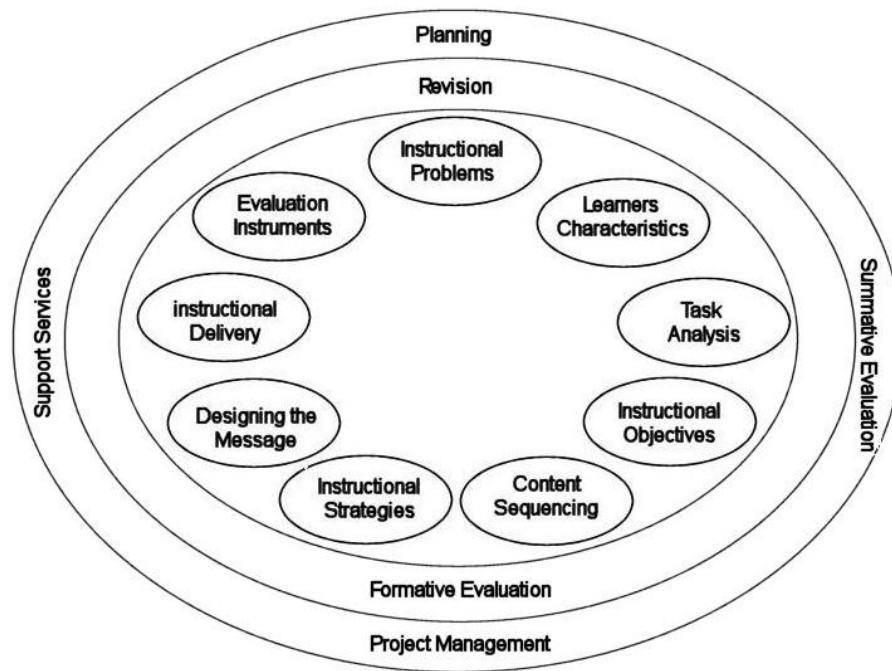 Planning
Revision
Instructional
Problems
Evaluation
Instruments
Learners
Characteristics
instructional
Delivery
Task
Analysis
Support Services
Summative Evaluation
Designing the
Message
Instructional
Objectives
Instructional
Strategies
Content
Sequencing
Formative Evaluation
Project Management